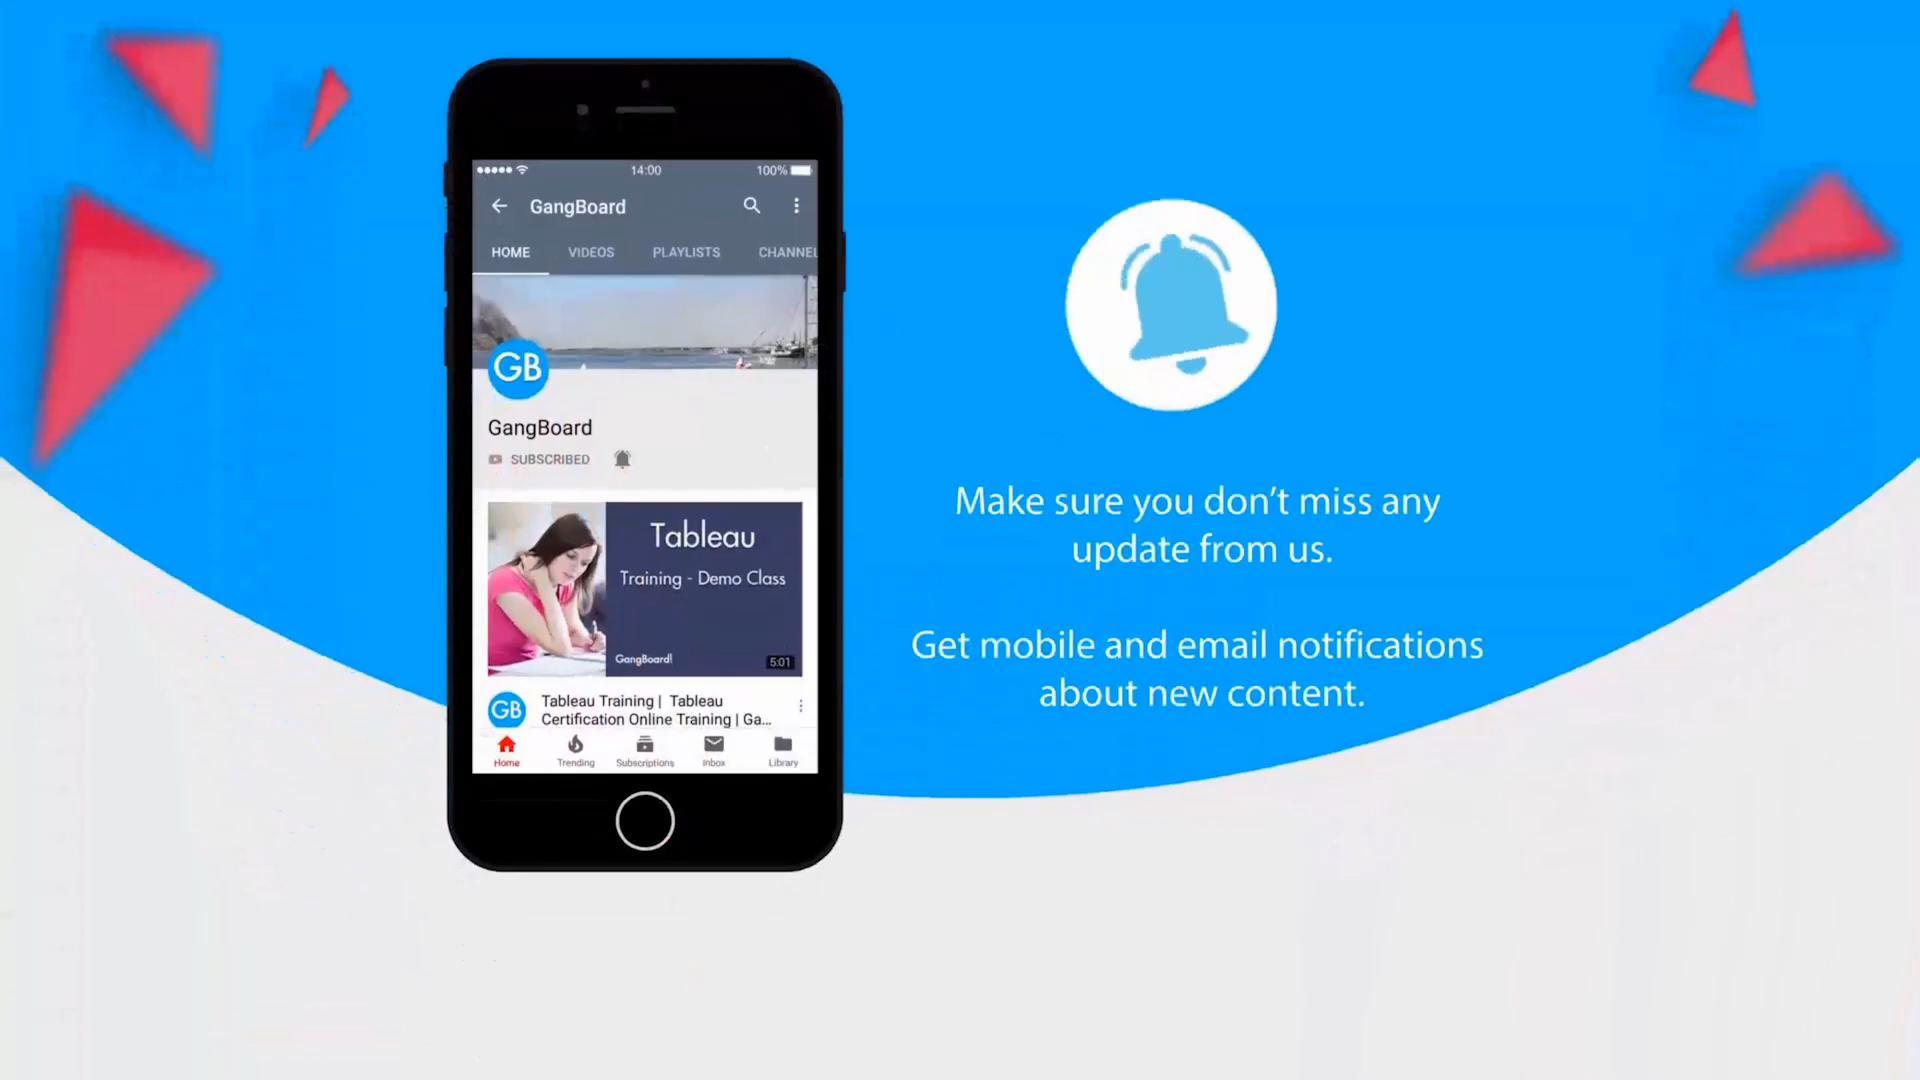 14:00
100%
GangBoard
HOME VIDEOS PLAYLISTS CHANNEL
GB
GangBoard
SUBSCRIBED
Tableau
Training - Demo Class
GangBoard!
5:01
GB
Tableau Training | Tableau
Certification Online Training | Ga...
Home Trending Subscriptions Inbox Library
Make sure you don’t miss any
update from us.
Get mobile and email notifications
about new content.